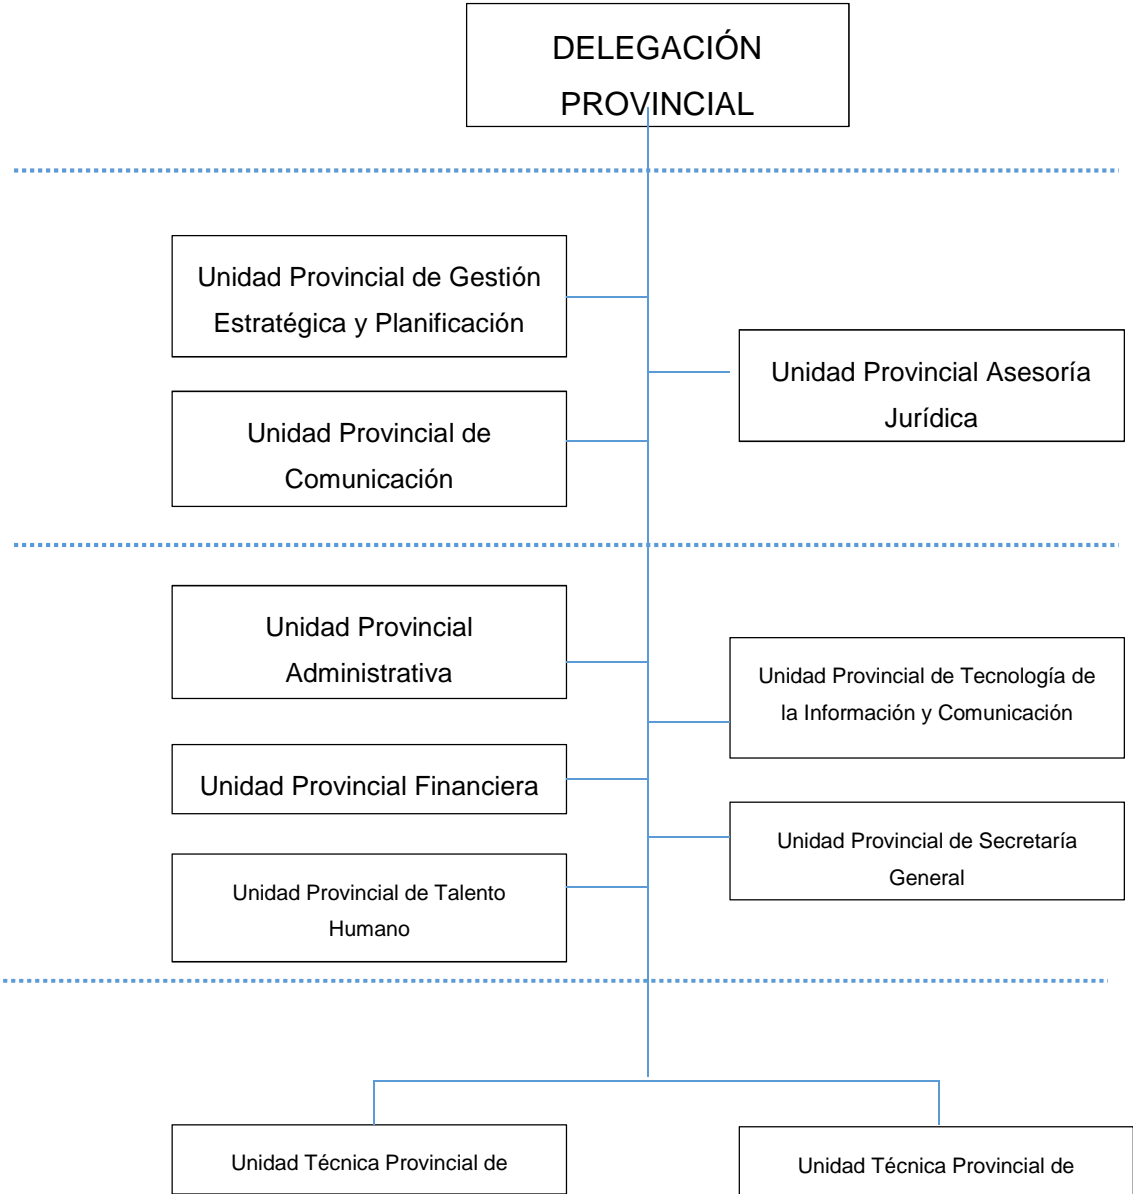 DELEGACIÓN
PROVINCIAL
Unidad Provincial de Gestión
Estratégica y Planificación
Unidad Provincial Asesoría
Jurídica
Unidad Provincial de
Comunicación
Unidad Provincial
Administrativa
Unidad Provincial de Tecnología de
la Información y Comunicación
Unidad Provincial Financiera
Unidad Provincial de Secretaría
General
Unidad Provincial de Talento
Humano
Unidad Técnica Provincial de
Unidad Técnica Provincial de